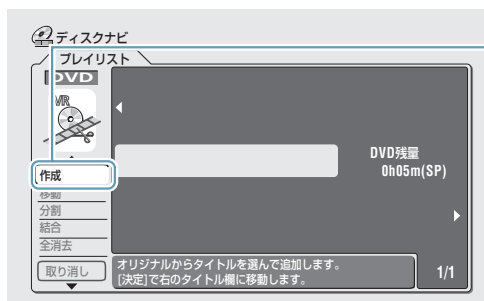 ディスクナビ
プレイリスト
DVD
VR
作成
移動
分割
結合
全消去
取り消し
DVD残量
0h05m(SP)
オリジナルからタイトルを選んで追加します。
[決定]で右のタイトル欄に移動します。
1/1